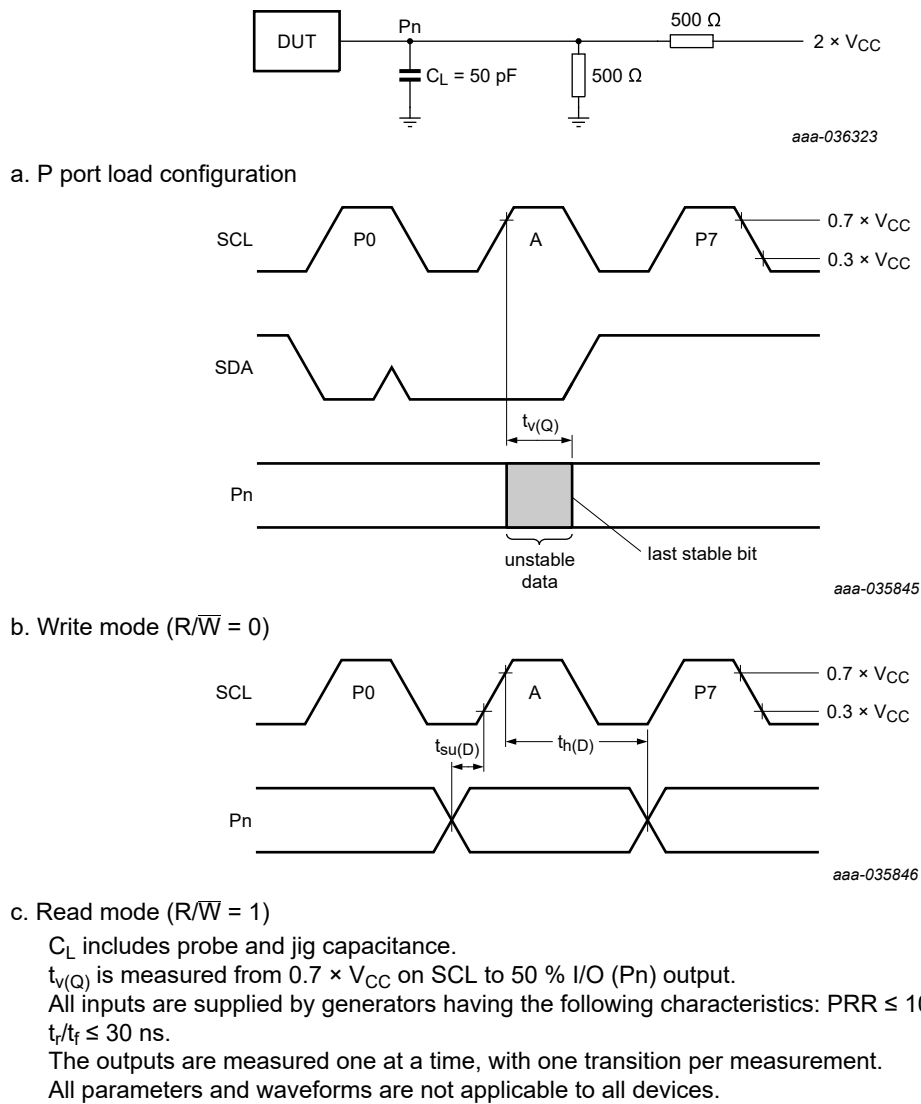 DUT
Pn
CL = 50 pF
500 Ω
500 Ω
2 × VCC
aaa-036323
a. P port load configuration
SCL
P0
A
P7
0.7 × VCC
0.3 × VCC
SDA
tv(Q)
Pn
unstable
data
last stable bit
aaa-035845
b. Write mode (R/W̅ = 0)
SCL
P0
A
P7
0.7 × VCC
0.3 × VCC
tsu(D)
th(D)
Pn
aaa-035846
c. Read mode (R/W̅ = 1)
CL includes probe and jig capacitance.
tv(Q) is measured from 0.7 × VCC on SCL to 50 % I/O (Pn) output.
All inputs are supplied by generators having the following characteristics: PRR ≤
tr/tf ≤ 30 ns.
The outputs are measured one at a time, with one transition per measurement.
All parameters and waveforms are not applicable to all devices.